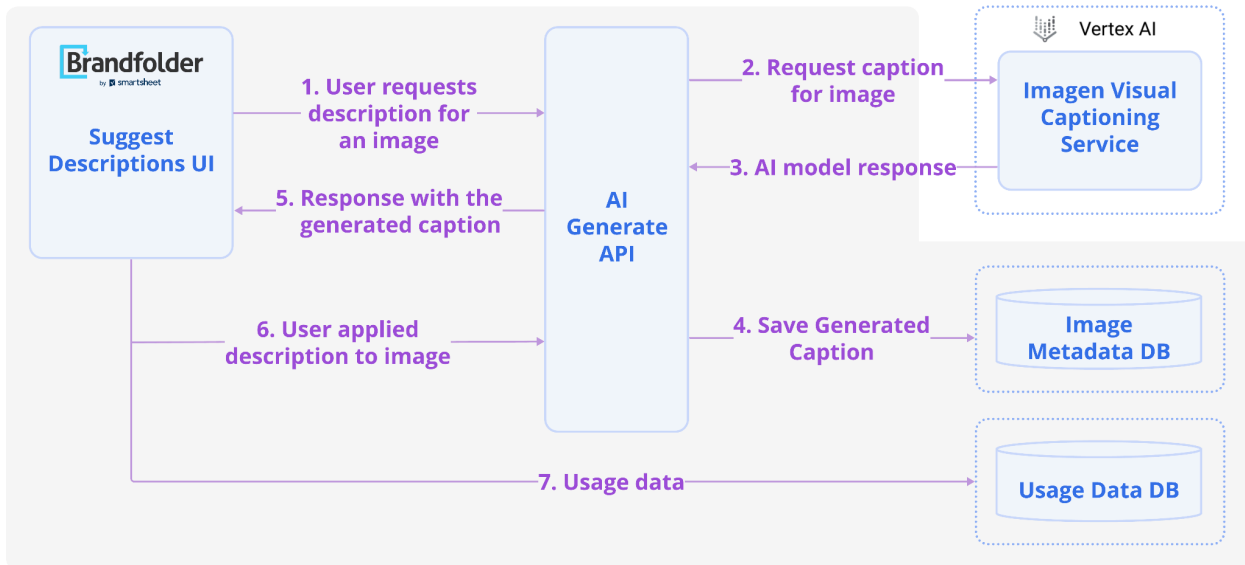 Brandfolder
by smartsheet
Suggest
Descriptions UI
1. User requests
description for
an image
5. Response with the
generated caption
6. User applied
description to image
AI
Generate
API
2. Request caption
for image
3. AI model response
4. Save Generated
Caption
7. Usage data
Vertex AI
Imagen Visual
Captioning
Service
Image
Metadata DB
Usage Data DB